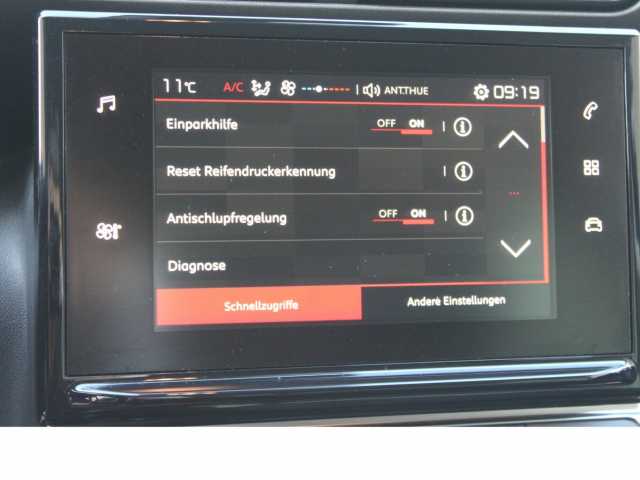 11°C A/C ANT.THUE 09:19
Einparkhilfe OFF ON
Reset Reifendruckerkennung
Antischlupfregelung OFF ON
Diagnose
Schnellzugriffe Andere Einstellungen